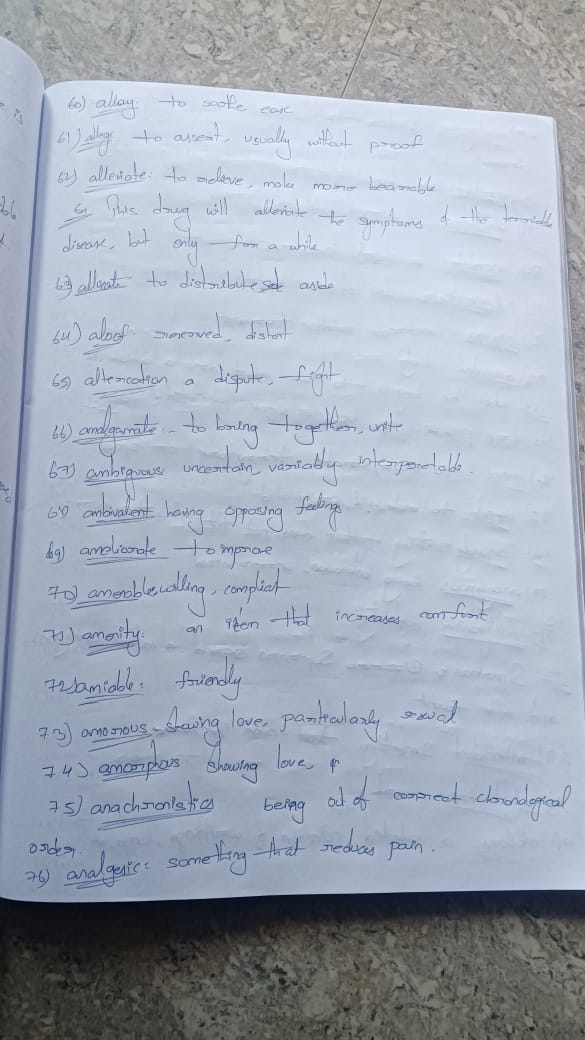 60) allay: to soothe ease
61) allege to assert, usually without proof
62) alleviate: to relieve, make more bearable
This drug will alleviate the symptoms of the terrible
disease, but only for a while
63) allocate to distribute set aside
64) aloof reserved, distant
65) altercation a dispute, fight
66) amalgamate:- to bring together, unite
67) ambiguous uncertain, variably interpretable.
68) ambivalent having opposing feelings
69) ameliorate to improve
70) amenable willing, compliat
71) amenity: an item that increases comfort
72) amiable: friendly
73) amorous - showing love, particularly sexual
74) amorphous showing love,
75) anachronistics being out of correct chronological
order
76) analgesic: something that reduces pain.